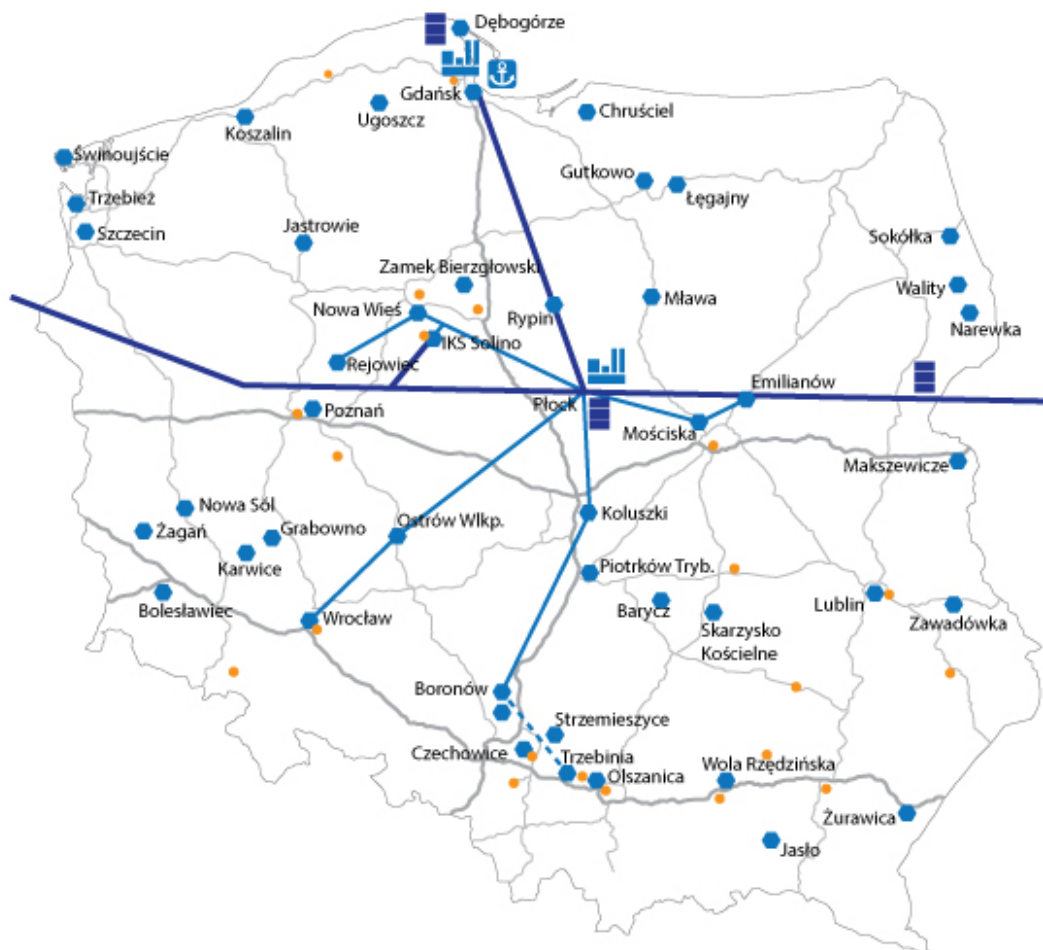 Dębogórze
Gdańsk
Ugoszcz
Chruściel
Koszalin
Świnoujście
Gutkowo
Łęgajny
Trzebież
Szczecin
Jastrowie
Sokółka
Zamek Bierzgłowski
Wality
Nowa Wieś
Rypin
Mława
Narewka
IKS Solino
Rejowiec
Emilianów
Płock
Poznań
Mościska
Makszewicze
Nowa Sól
Koluszki
Żagań
Grabowno
Ostrów Wlkp.
Karwice
Piotrków Tryb.
Bolesławiec
Barycz
Lublin
Wrocław
Skarzysko
Kościelne
Zawadówka
Boronów
Strzemieszyce
Czechowice
Trzebinia
Olszanica
Wola Rzędzińska
Żurawica
Jasło